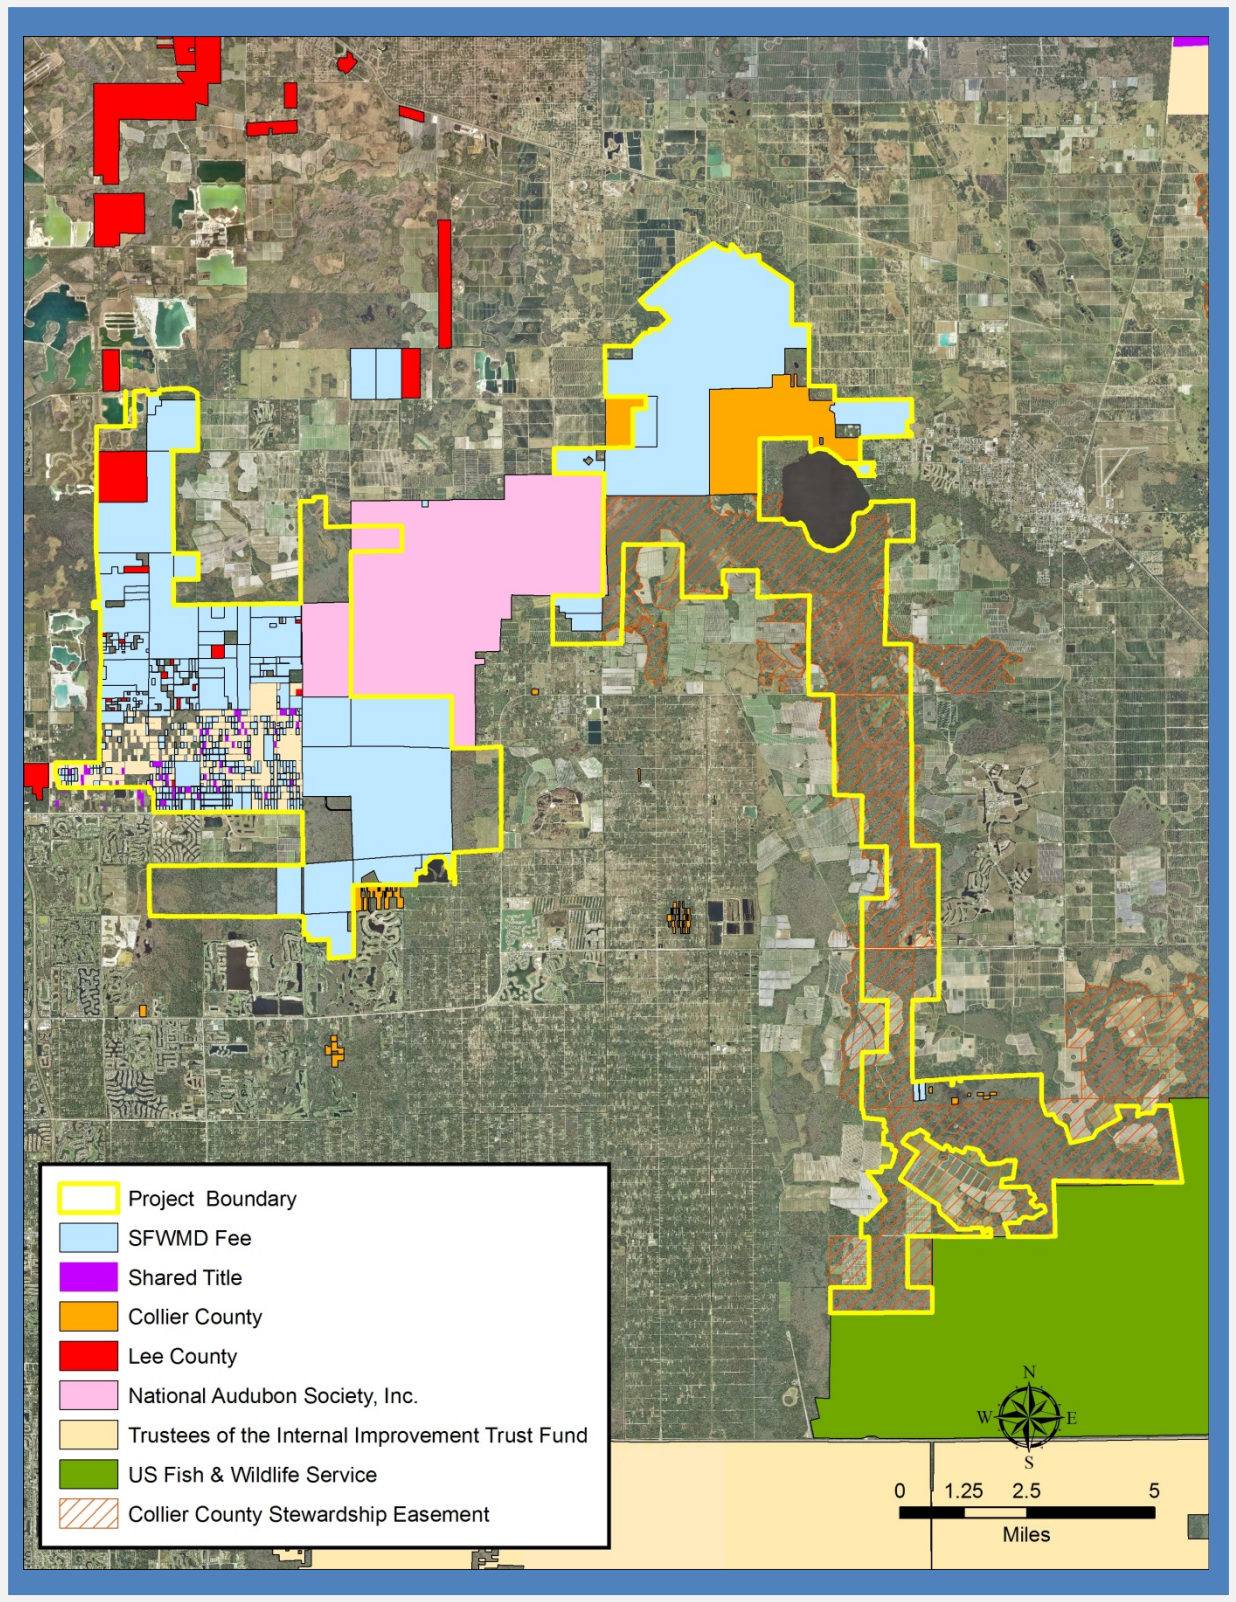 Project Boundary
SFWMD Fee
Shared Title
Collier County
Lee County
National Audubon Society, Inc.
Trustees of the Internal Improvement Trust Fund
US Fish & Wildlife Service
Collier County Stewardship Easement
N
W E
S
0 1.25 2.5 5
Miles